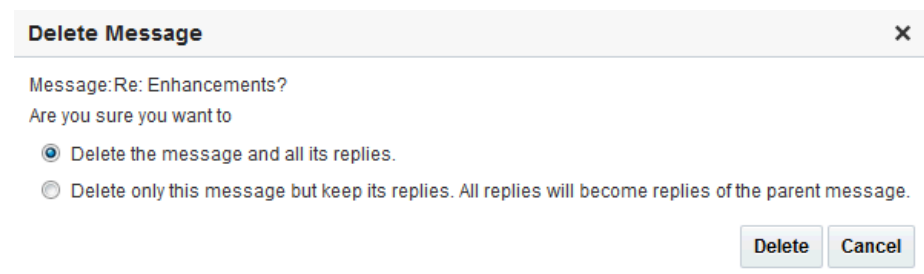 Delete Message
Message:Re: Enhancements?
Are you sure you want to
Delete the message and all its replies.
Delete only this message but keep its replies. All replies will become replies of the parent message.
Delete Cancel